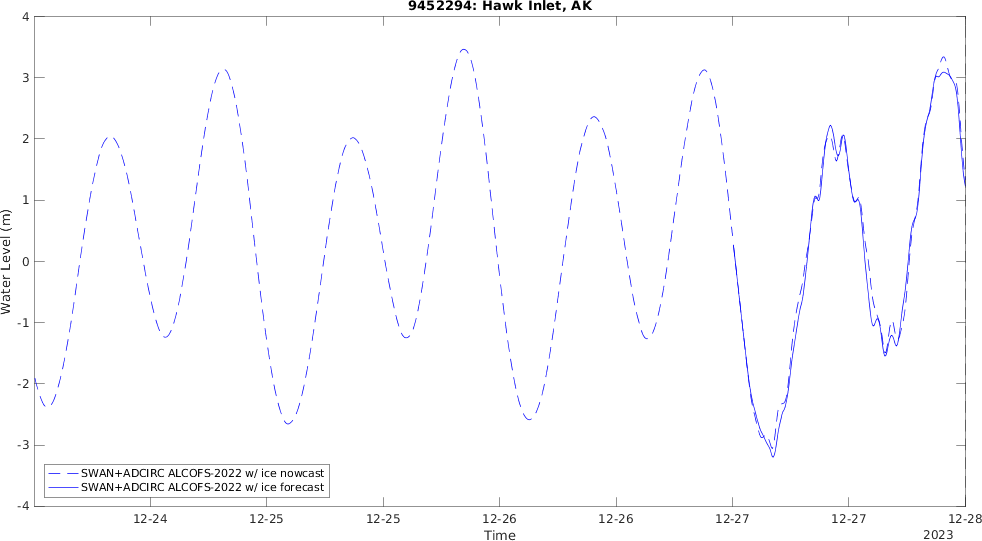 9452294: Hawk Inlet, AK
4
3
2
1
0
-1
-2
-3
-4
Water Level (m)
SWAN+ADCIRC ALCOFS-2022 w/ ice nowcast
SWAN+ADCIRC ALCOFS-2022 w/ ice forecast
12-24 12-25 12-25 12-26 12-26 12-27 12-27 12-28
Time
2023